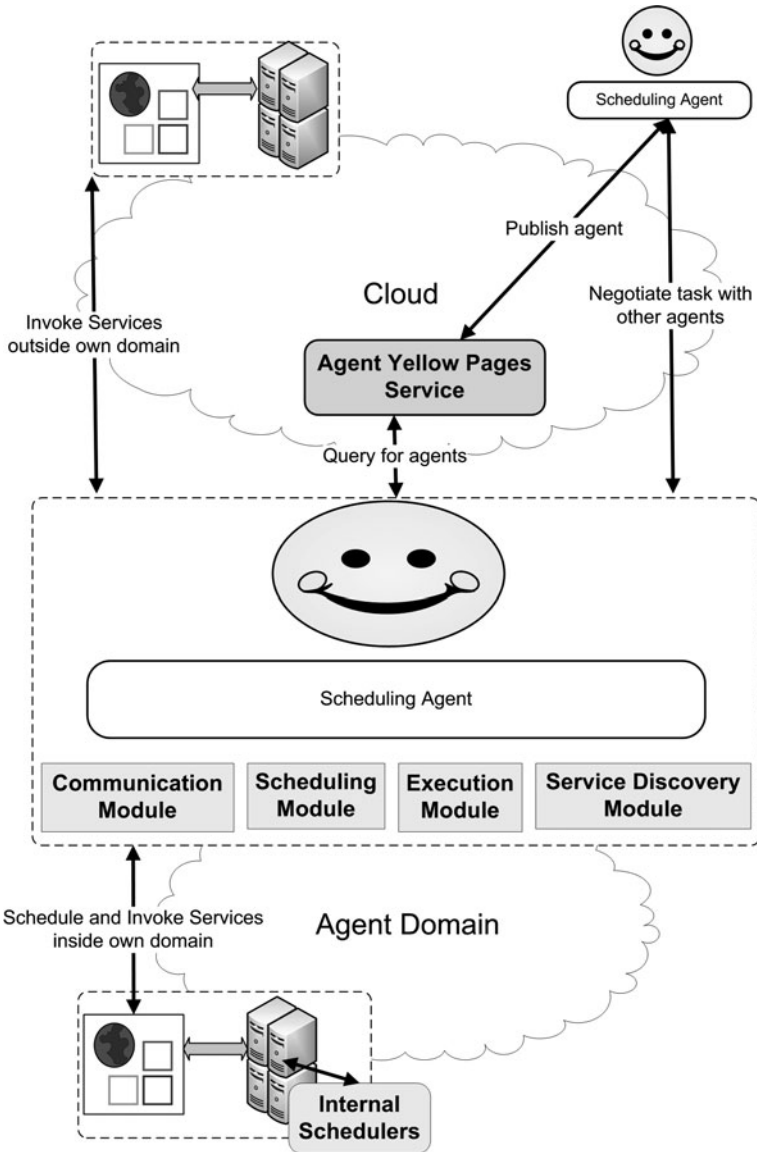 Scheduling Agent
Publish agent
Cloud
Negotiate task with
other agents
Invoke Services
outside own domain
Agent Yellow Pages
Service
Query for agents
Scheduling Agent
Communication
Module
Scheduling
Module
Execution
Module
Service Discovery
Module
Schedule and Invoke Services
inside own domain
Agent Domain
Internal
Schedulers